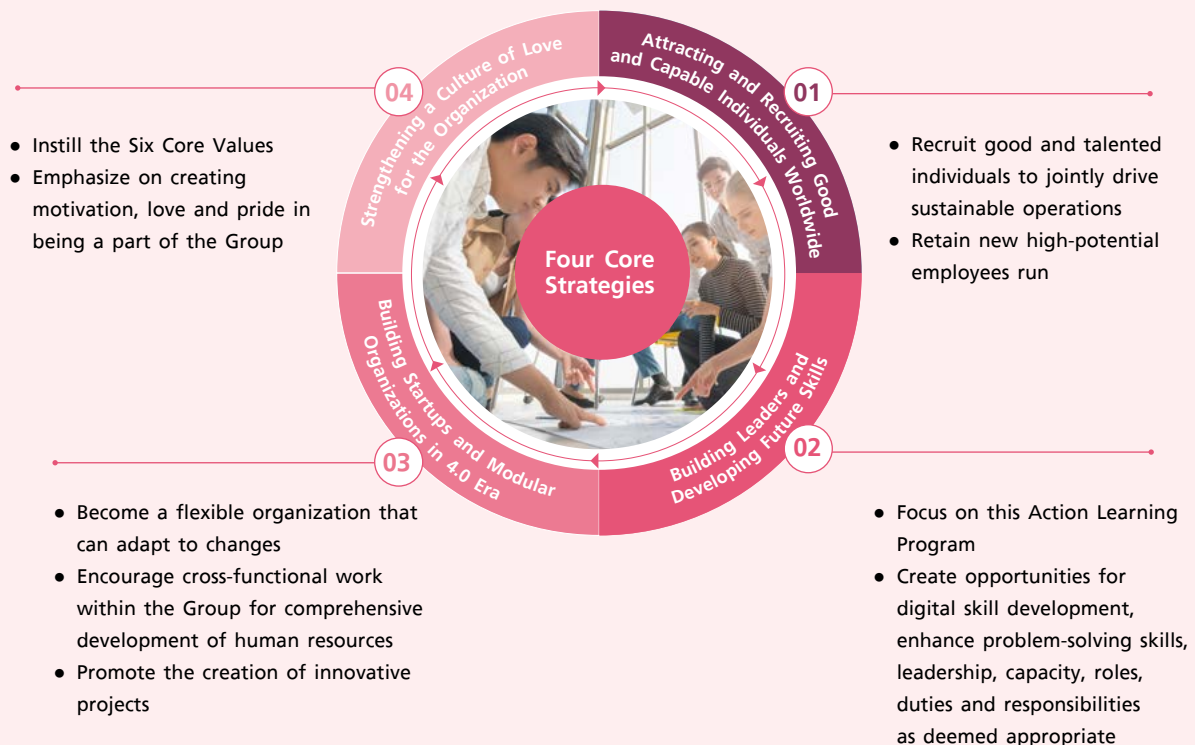 Four Core
Strategies
01
Attracting and Recruiting Good
and Capable Individuals Worldwide
● Recruit good and talented
individuals to jointly drive
sustainable operations
● Retain new high-potential
employees run
02
Building Leaders and
Developing Future Skills
● Focus on this Action Learning
Program
● Create opportunities for
digital skill development,
enhance problem-solving skills,
leadership, capacity, roles,
duties and responsibilities
as deemed appropriate
03
Building Startups and Modular
Organizations in 4.0 Era
● Become a flexible organization that
can adapt to changes
● Encourage cross-functional work
within the Group for comprehensive
development of human resources
● Promote the creation of innovative
projects
04
Strengthening a Culture of Love
for the Organization
● Instill the Six Core Values
● Emphasize on creating
motivation, love and pride in
being a part of the Group